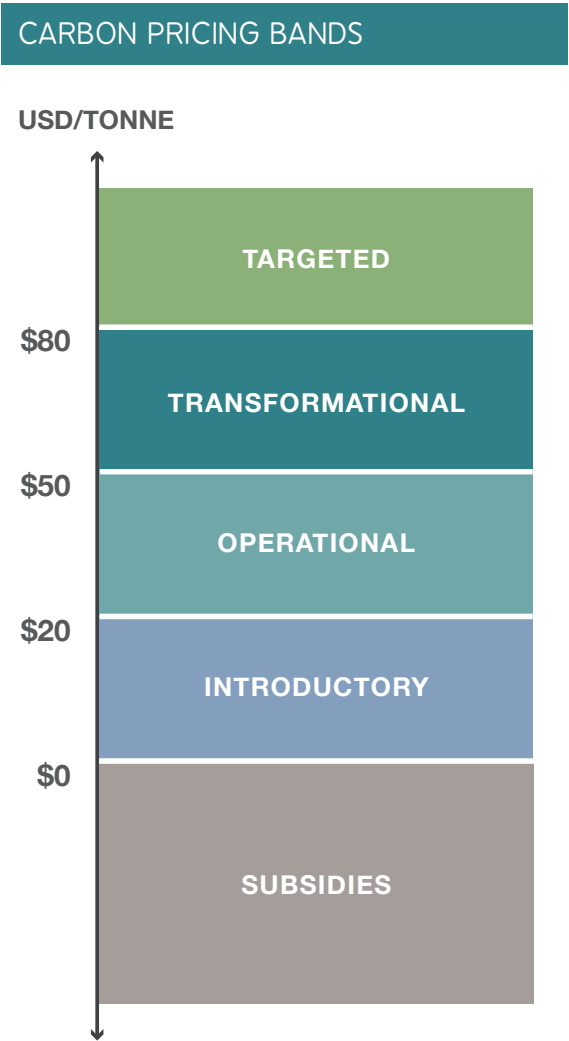 CARBON PRICING BANDS
USD/TONNE
TARGETED
$80
TRANSFORMATIONAL
$50
OPERATIONAL
$20
INTRODUCTORY
$0
SUBSIDIES